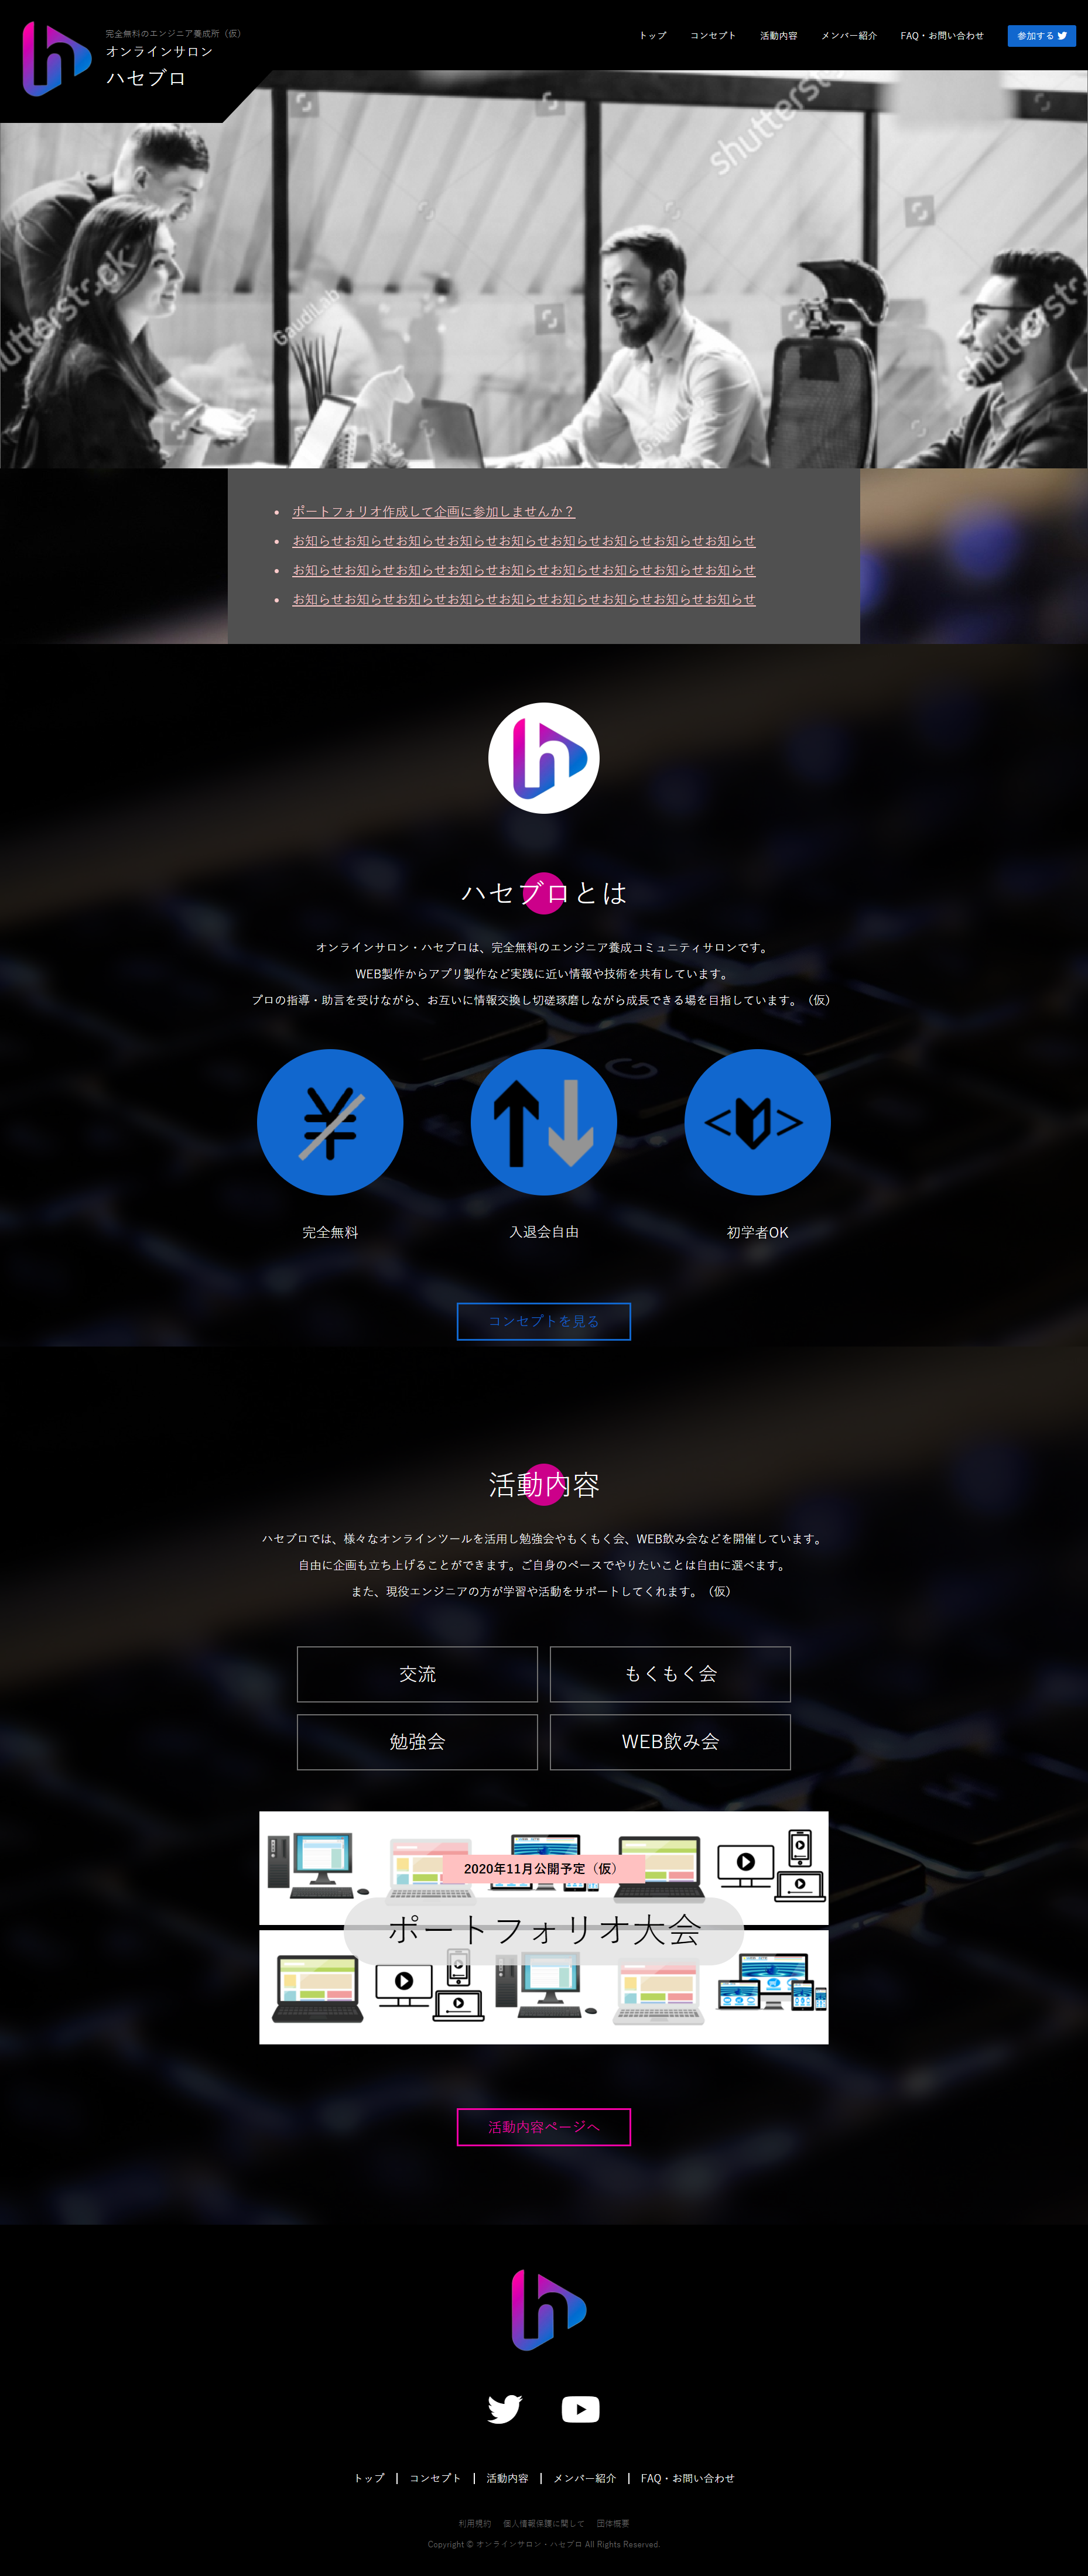 完全無料のエンジニア養成所（仮）
オンラインサロン
ハセブロ
トップ コンセプト 活動内容 メンバー紹介 FAQ・お問い合わせ 参加する
shutterstock
GaudiLab
shutterstock
shutterstock
ポートフォリオ作成して企画に参加しませんか？
お知らせお知らせお知らせお知らせお知らせお知らせお知らせお知らせお知らせ
お知らせお知らせお知らせお知らせお知らせお知らせお知らせお知らせお知らせ
お知らせお知らせお知らせお知らせお知らせお知らせお知らせお知らせお知らせ
ハセブロとは
オンラインサロン・ハセブロは、完全無料のエンジニア養成コミュニティサロンです。
WEB製作からアプリ製作など実践に近い情報や技術を共有しています。
プロの指導・助言を受けながら、お互いに情報交換し切磋琢磨しながら成長できる場を目指しています。（仮）
完全無料 入退会自由 初学者OK
コンセプトを見る
活動内容
ハセブロでは、様々なオンラインツールを活用し勉強会やもくもく会、WEB飲み会などを開催しています。
自由に企画も立ち上げることができます。ご自身のペースでやりたいことは自由に選べます。
また、現役エンジニアの方が学習や活動をサポートしてくれます。（仮）
交流 もくもく会
勉強会 WEB飲み会
2020年11月公開予定（仮）
ポートフォリオ大会
活動内容ページへ
トップ | コンセプト | 活動内容 | メンバー紹介 | FAQ・お問い合わせ
利用規約 個人情報保護に関して 団体概要
Copyright © オンラインサロン・ハセブロ All Rights Reserved.